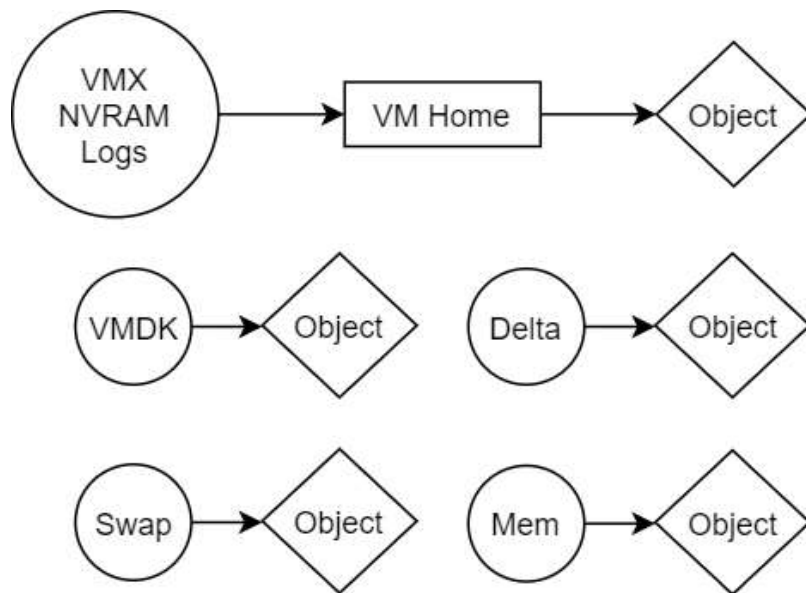 VMX
NVRAM
Logs
VM Home
Object
VMDK
Object
Delta
Object
Swap
Object
Mem
Object